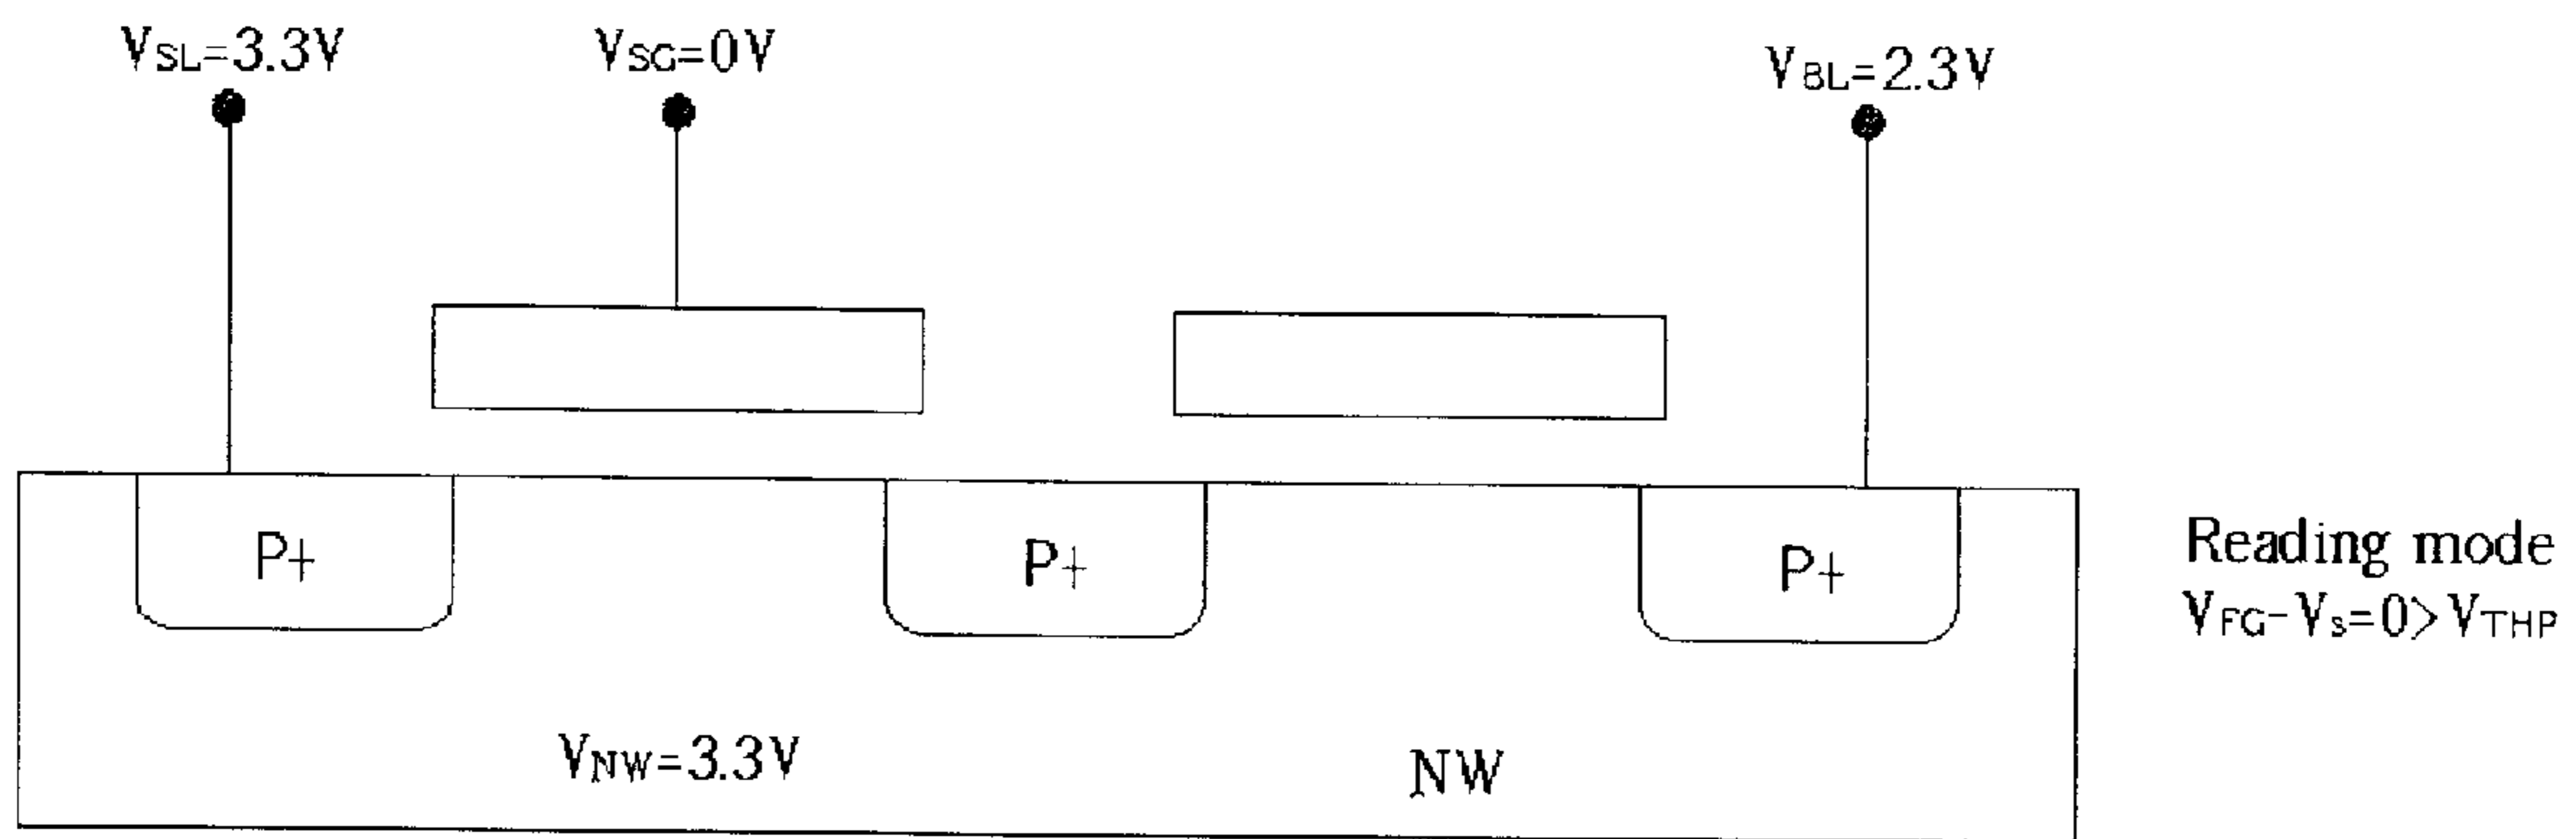 VSL=3.3V
VSG=0V
VBL=2.3V
P+
P+
P+
Reading mode
VFG-Vs=0>VTHP
VNW=3.3V
NW